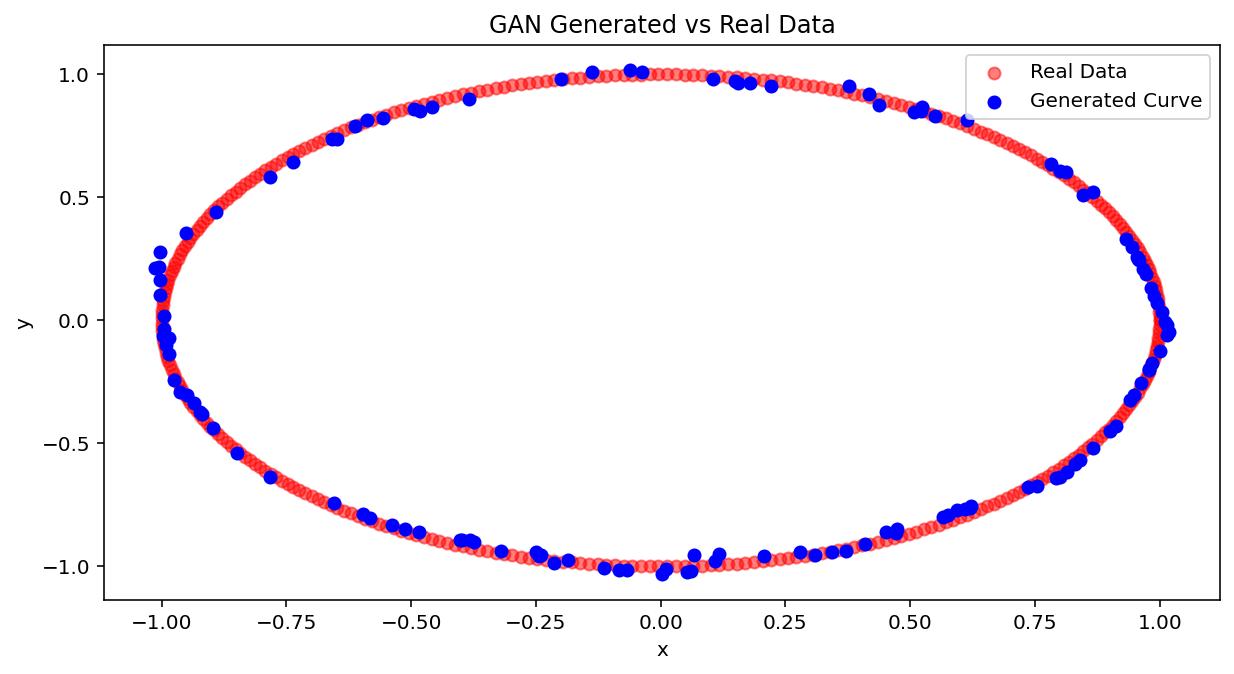 GAN Generated vs Real Data
Real Data
Generated Curve
1.0
0.5
0.0
−0.5
−1.0
y
−1.00 −0.75 −0.50 −0.25 0.00 0.25 0.50 0.75 1.00
x